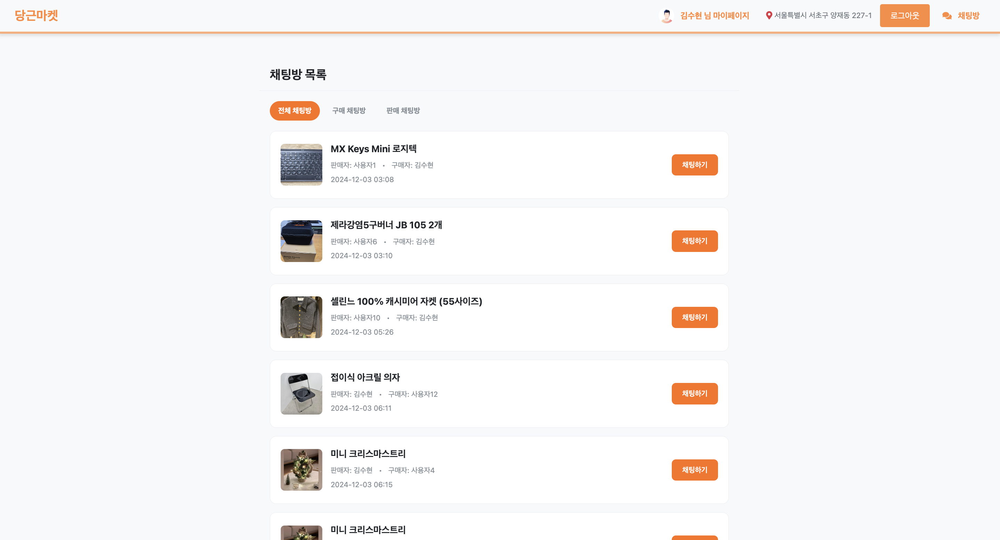 당근마켓
김수현 님 마이페이지
서울특별시 서초구 양재동 227-1
로그아웃
채팅방
채팅방 목록
전체 채팅방
구매 채팅방
판매 채팅방
MX Keys Mini 로지텍
판매자: 사용자1 • 구매자: 김수현
2024-12-03 03:08
채팅하기
제라강염5구버너 JB 105 2개
판매자: 사용자6 • 구매자: 김수현
2024-12-03 03:10
채팅하기
셀린느 100% 캐시미어 자켓 (55사이즈)
판매자: 사용자10 • 구매자: 김수현
2024-12-03 05:26
채팅하기
접이식 아크릴 의자
판매자: 김수현 • 구매자: 사용자12
2024-12-03 06:11
채팅하기
미니 크리스마스트리
판매자: 김수현 • 구매자: 사용자4
2024-12-03 06:15
채팅하기
미니 크리스마스트리